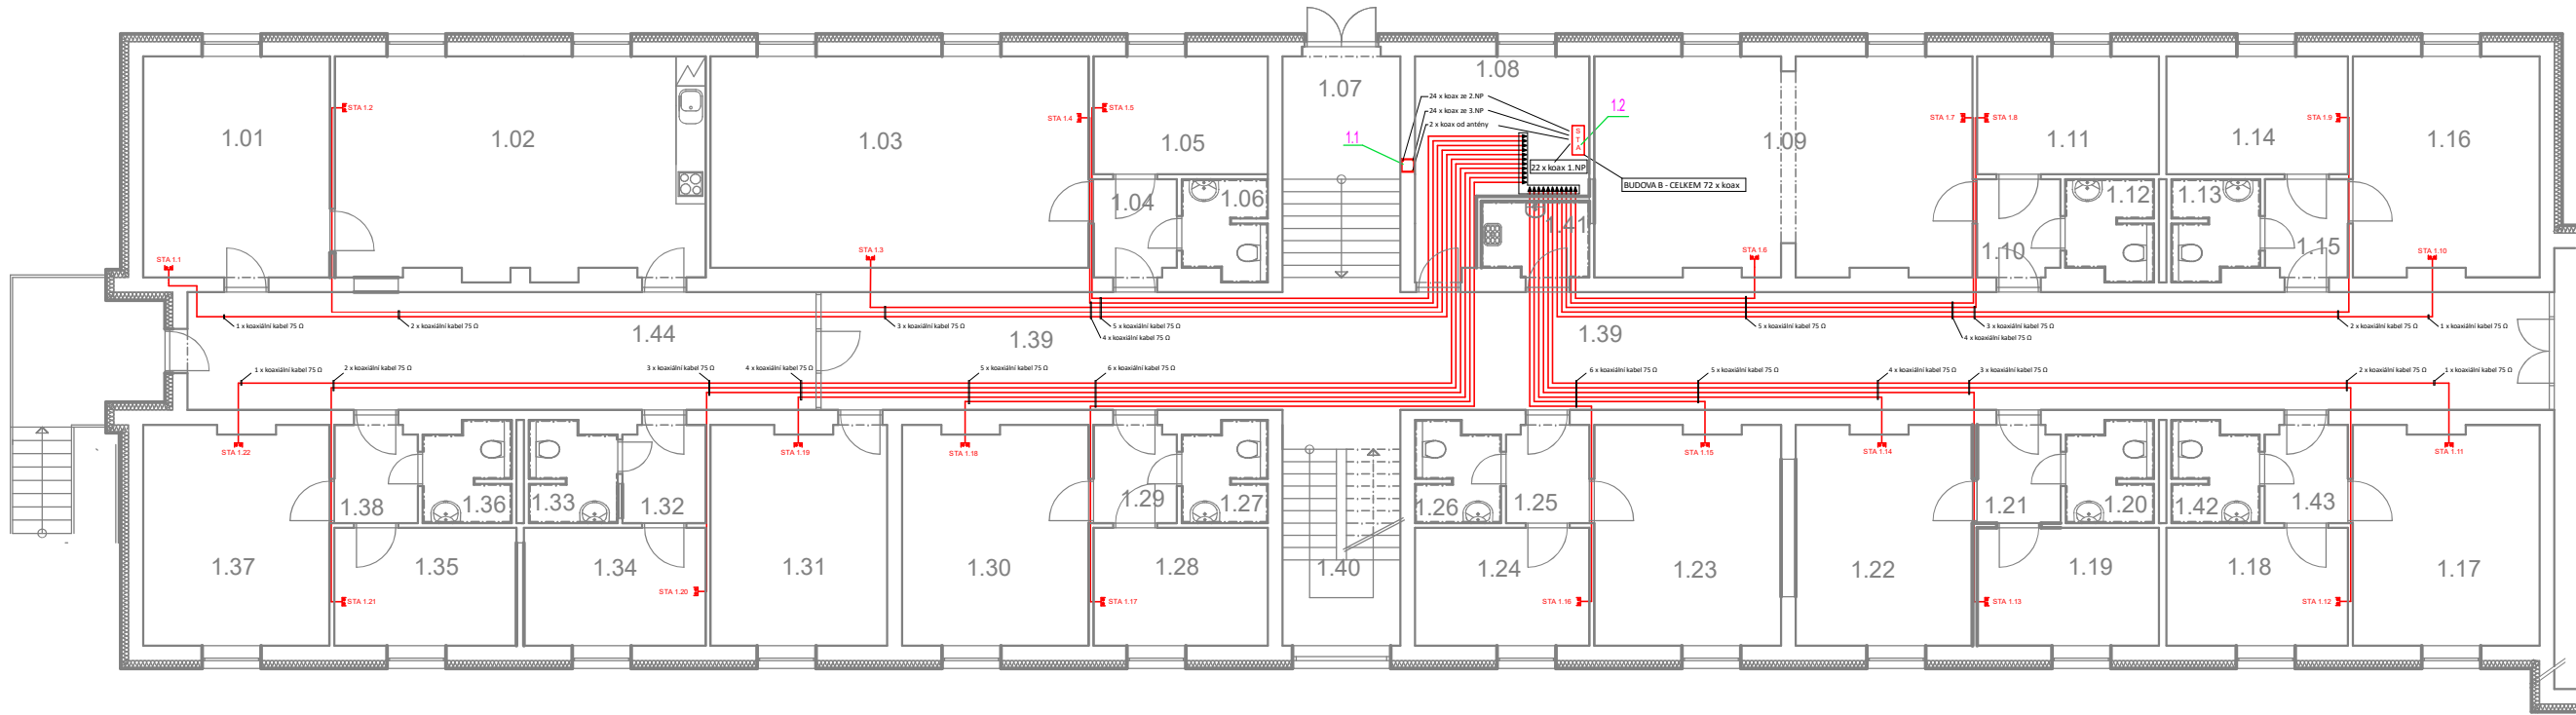 1.07
1.08
24 x koax ze 2.NP
24 x koax ze 3.NP
2 x koax od antény
1.1
S
T
A
1.2
22 x koax 1.NP
BUDOVA B - CELKEM 72 x koax
STA 1.2
STA 1.4
STA 1.5
STA 1.7
STA 1.8
STA 1.9
1.01
1.02
1.03
1.05
1.09
1.11
1.14
1.16
1.04
1.06
1.41
1.12
1.13
1.10
1.15
STA 1.1
STA 1.3
STA 1.6
STA 1.10
1 x koaxiální kabel 75 Ω
2 x koaxiální kabel 75 Ω
3 x koaxiální kabel 75 Ω
5 x koaxiální kabel 75 Ω
4 x koaxiální kabel 75 Ω
5 x koaxiální kabel 75 Ω
3 x koaxiální kabel 75 Ω
4 x koaxiální kabel 75 Ω
2 x koaxiální kabel 75 Ω
1 x koaxiální kabel 75 Ω
1.44
1.39
1.39
1 x koaxiální kabel 75 Ω
2 x koaxiální kabel 75 Ω
3 x koaxiální kabel 75 Ω
4 x koaxiální kabel 75 Ω
5 x koaxiální kabel 75 Ω
6 x koaxiální kabel 75 Ω
6 x koaxiální kabel 75 Ω
5 x koaxiální kabel 75 Ω
4 x koaxiální kabel 75 Ω
3 x koaxiální kabel 75 Ω
2 x koaxiální kabel 75 Ω
1 x koaxiální kabel 75 Ω
STA 1.22
STA 1.19
STA 1.18
STA 1.15
STA 1.14
STA 1.11
1.38
1.36
1.33
1.32
1.29
1.27
1.26
1.25
1.21
1.20
1.42
1.43
1.37
1.35
1.34
1.31
1.30
1.28
1.40
1.24
1.23
1.22
1.19
1.18
1.17
STA 1.21
STA 1.20
STA 1.17
STA 1.16
STA 1.13
STA 1.12